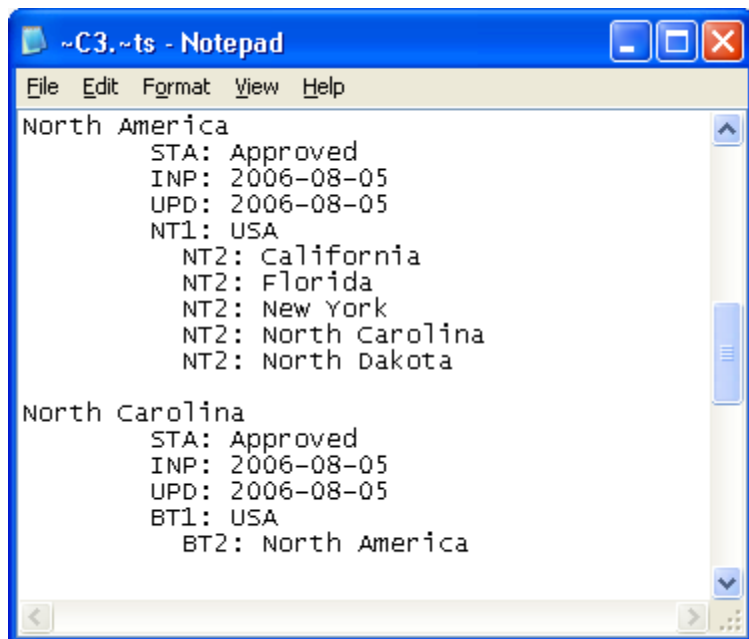 ~C3.~ts - Notepad
File Edit Format View Help
North America
STA: Approved
INP: 2006-08-05
UPD: 2006-08-05
NT1: USA
NT2: California
NT2: Florida
NT2: New York
NT2: North Carolina
NT2: North Dakota
North Carolina
STA: Approved
INP: 2006-08-05
UPD: 2006-08-05
BT1: USA
BT2: North America